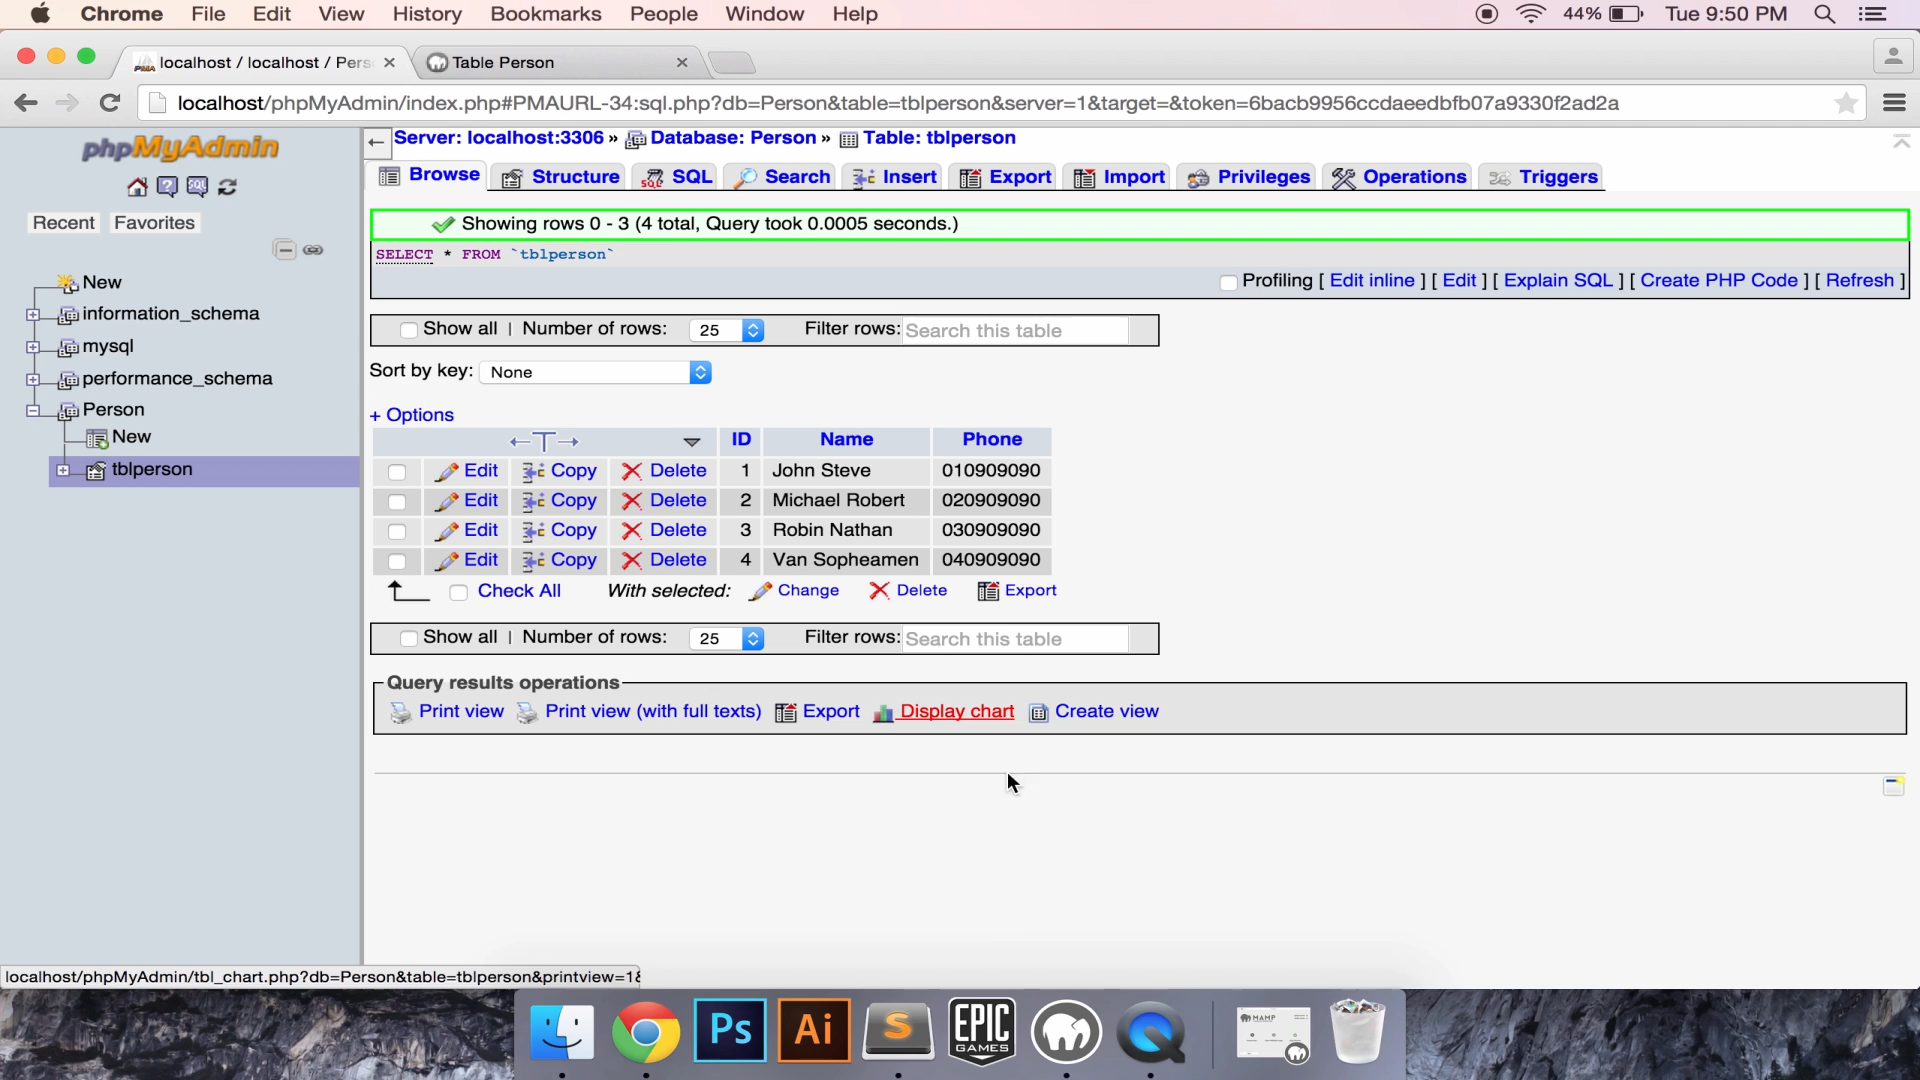 Chrome File Edit View History Bookmarks People Window Help 44% Tue 9:50 PM
PMA localhost / localhost / Pers Table Person
localhost/phpMyAdmin/index.php#PMAURL-34:sql.php?db=Person&table=tblperson&server=1&target=&token=6bacb9956ccdaeedbfb07a9330f2ad2a
phpMyAdmin
Recent Favorites
New
information_schema
mysql
performance_schema
Person
New
tblperson
Server: localhost:3306 » Database: Person » Table: tblperson
Browse Structure SQL Search Insert Export Import Privileges Operations Triggers
Showing rows 0 - 3 (4 total, Query took 0.0005 seconds.)
SELECT * FROM `tblperson`
Profiling [ Edit inline ] [ Edit ] [ Explain SQL ] [ Create PHP Code ] [ Refresh ]
Show all | Number of rows: 25 Filter rows: Search this table
Sort by key: None
+ Options
←T→ ID Name Phone
Edit Copy Delete 1 John Steve 010909090
Edit Copy Delete 2 Michael Robert 020909090
Edit Copy Delete 3 Robin Nathan 030909090
Edit Copy Delete 4 Van Sopheamen 040909090
Check All With selected: Change Delete Export
Show all | Number of rows: 25 Filter rows: Search this table
Query results operations
Print view Print view (with full texts) Export Display chart Create view
localhost/phpMyAdmin/tbl_chart.php?db=Person&table=tblperson&printview=1&
Ps Ai S EPIC GAMES MAMP